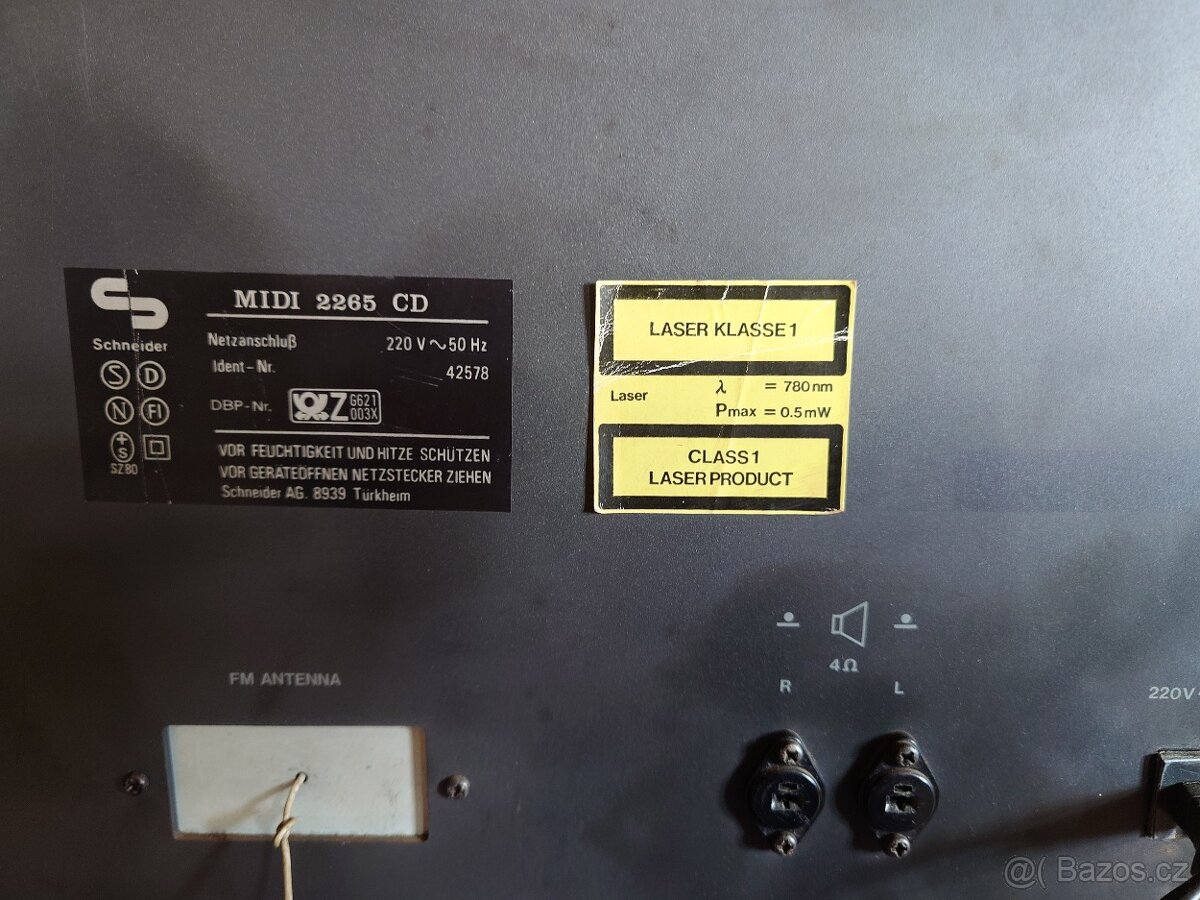 MIDI 2265 CD
Schneider
Netzanschluß 220 V ~ 50 Hz
Ident-Nr. 42578
DBP-Nr. Z G621 003X
S D
N FI
+S
SZ80
VOR FEUCHTIGKEIT UND HITZE SCHÜTZEN
VOR GERÄTEÖFFNEN NETZSTECKER ZIEHEN
Schneider AG. 8939 Türkheim
LASER KLASSE 1
Laser λ = 780 nm
Pmax = 0.5 mW
CLASS 1
LASER PRODUCT
FM ANTENNA
4Ω
R L
220V~
@( Bazos.cz